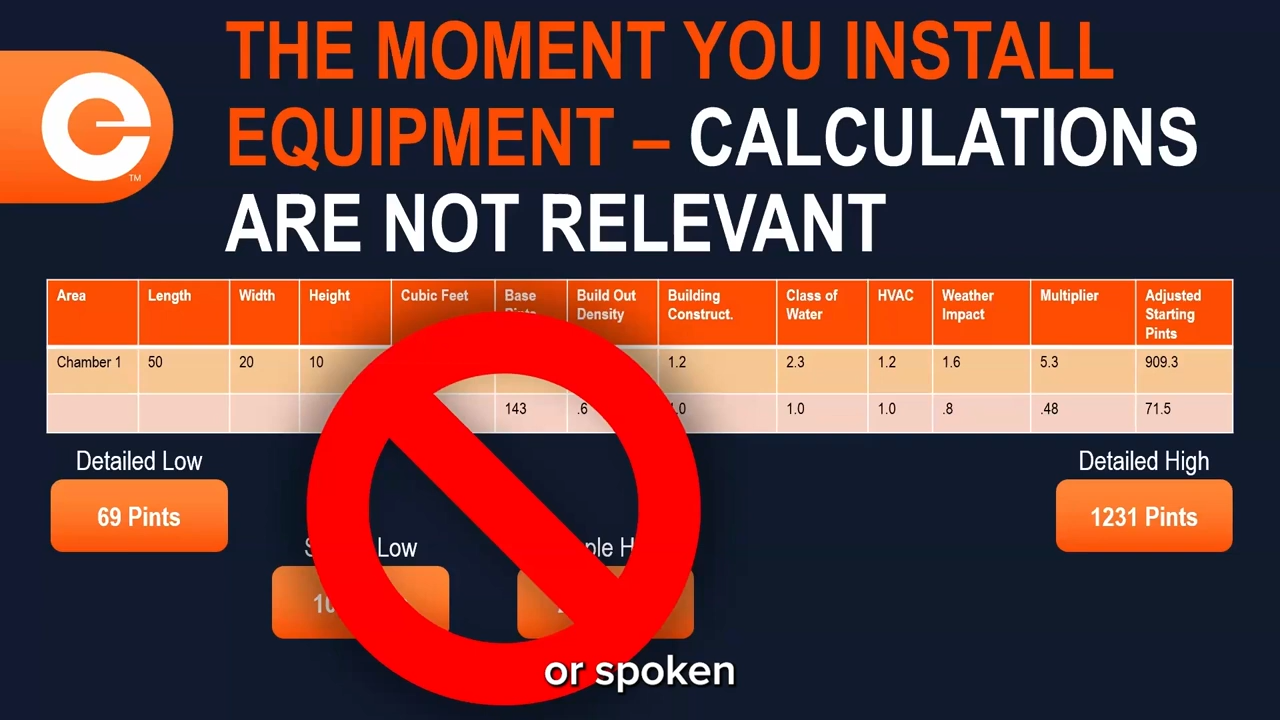 THE MOMENT YOU INSTALL
EQUIPMENT – CALCULATIONS
ARE NOT RELEVANT
e™
Area Length Width Height Cubic Feet Base Build Out Density Building Construct. Class of Water HVAC Weather Impact Multiplier Adjusted Starting Pints
Chamber 1 50 20 10 1.2 2.3 1.2 1.6 5.3 909.3
143 .6 1.0 1.0 .8 .48 71.5
Detailed Low
69 Pints
Detailed High
1231 Pints
Low
or spoken